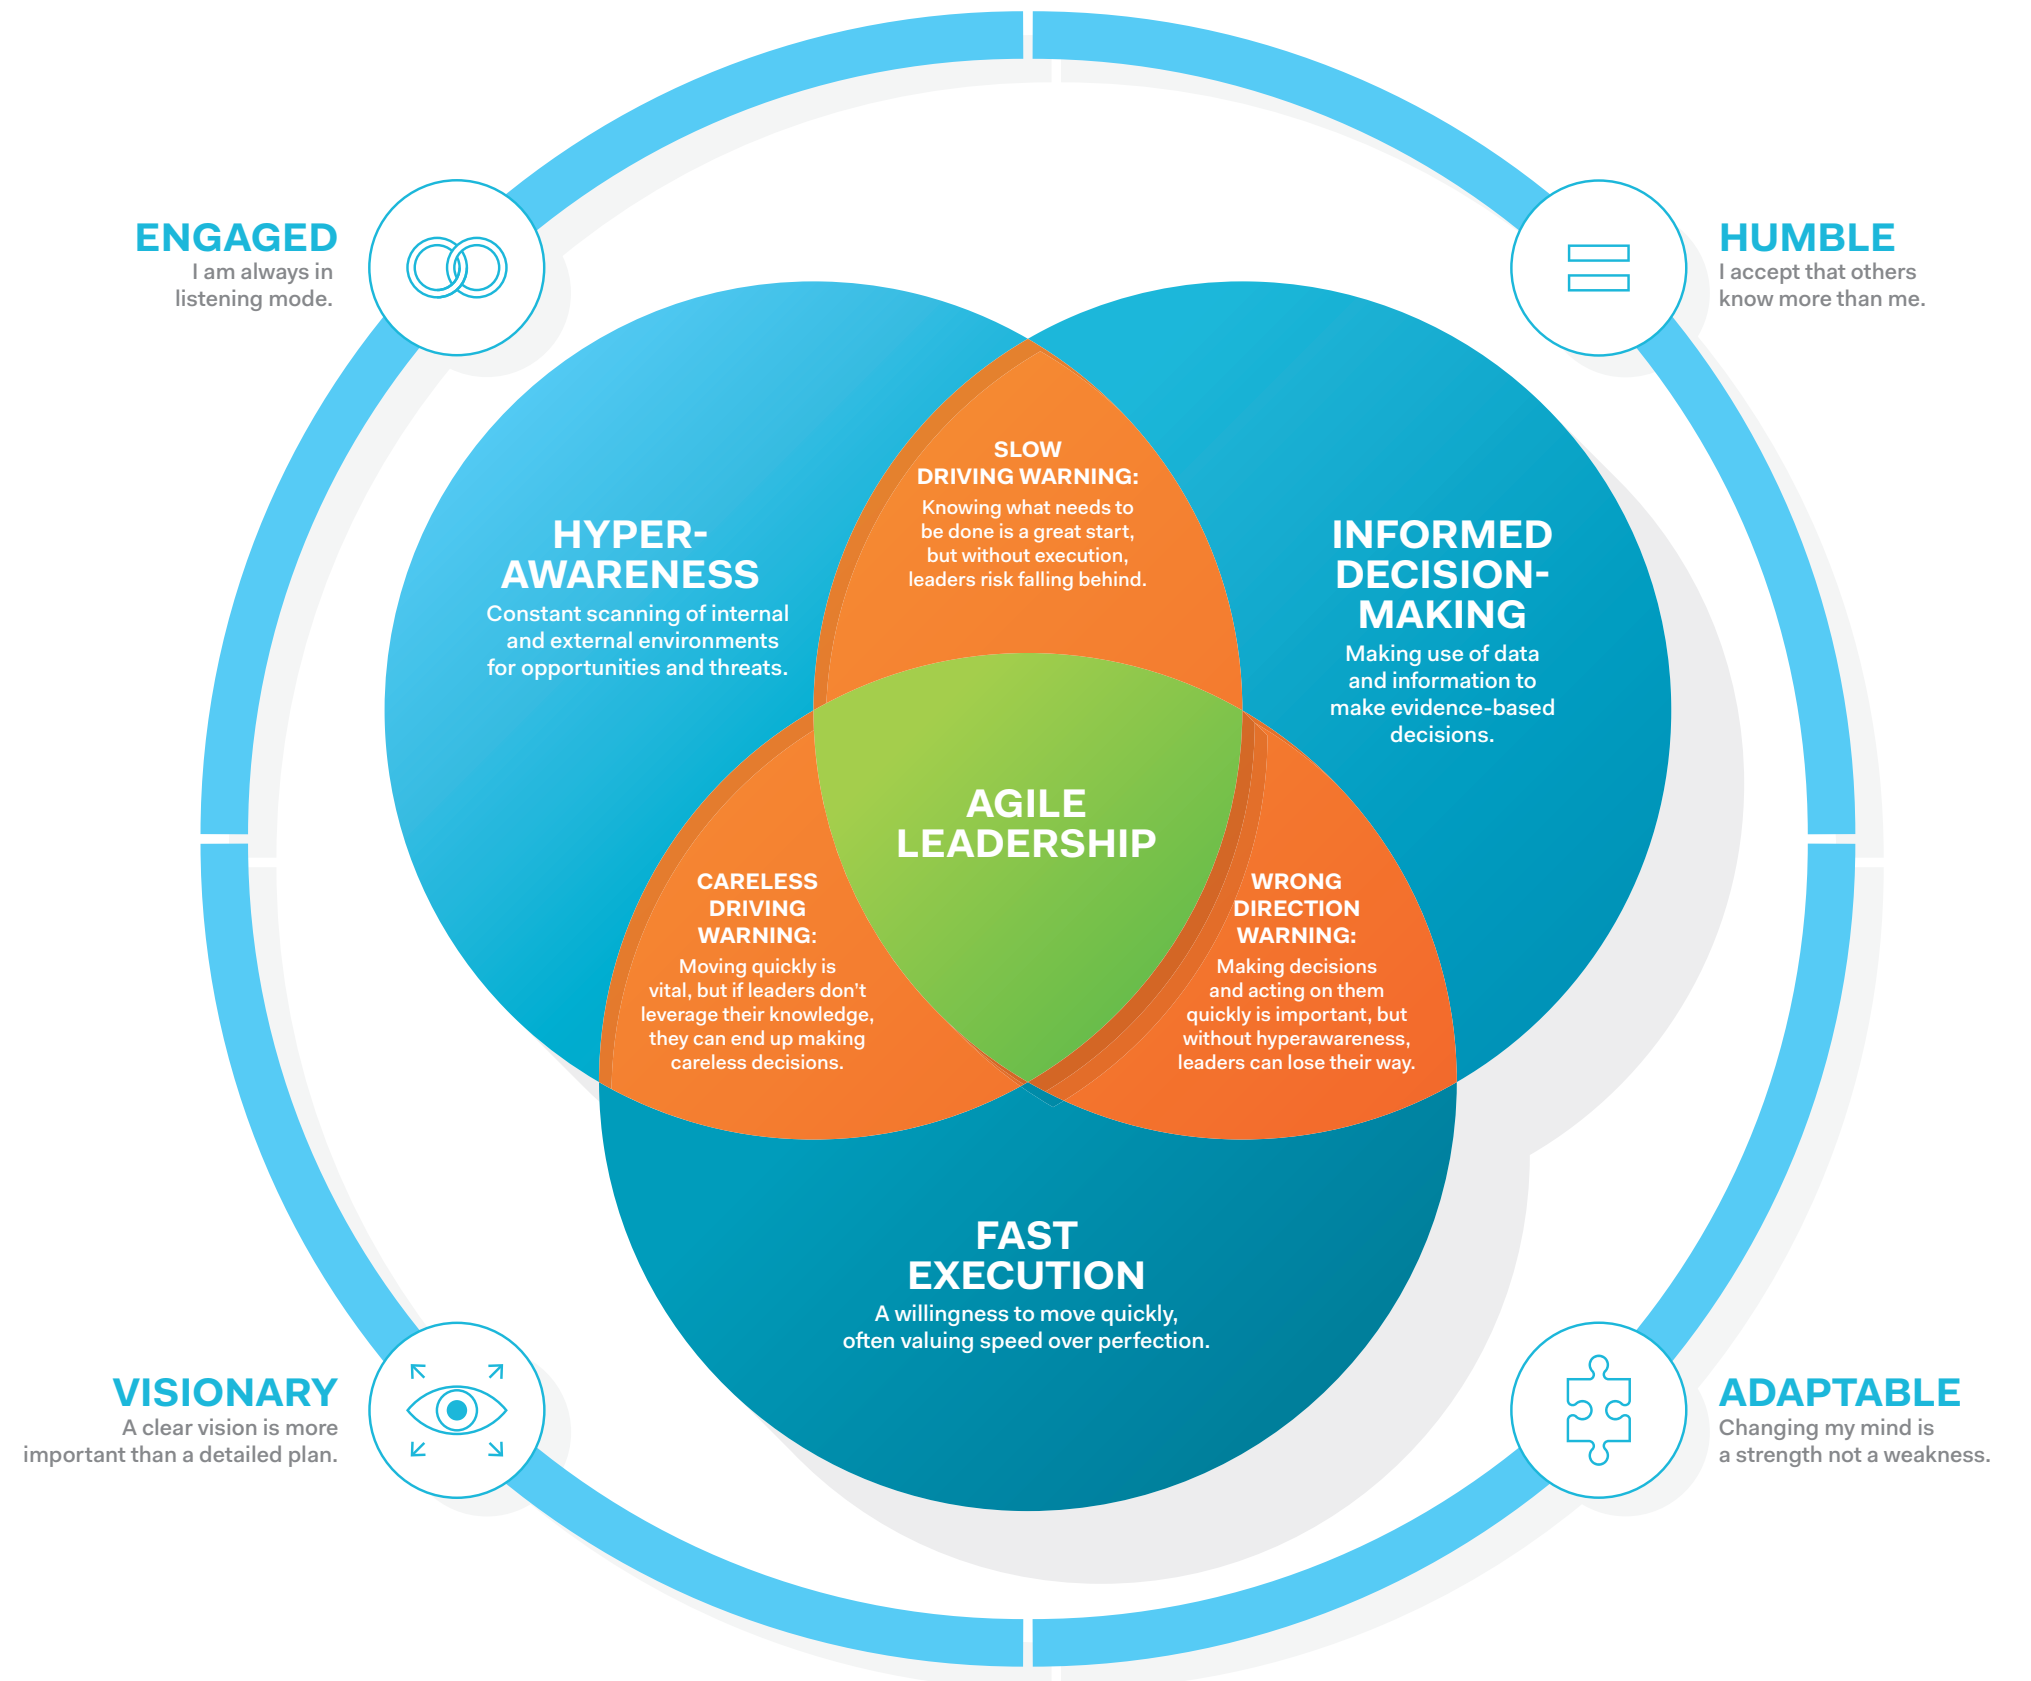 ENGAGED
I am always in
listening mode.
HUMBLE
I accept that others
know more than me.
HYPER-
AWARENESS
Constant scanning of internal
and external environments
for opportunities and threats.
SLOW
DRIVING WARNING:
Knowing what needs to
be done is a great start,
but without execution,
leaders risk falling behind.
INFORMED
DECISION-
MAKING
Making use of data
and information to
make evidence-based
decisions.
AGILE
LEADERSHIP
CARELESS
DRIVING
WARNING:
Moving quickly is
vital, but if leaders don't
leverage their knowledge,
they can end up making
careless decisions.
WRONG
DIRECTION
WARNING:
Making decisions
and acting on them
quickly is important, but
without hyperawareness,
leaders can lose their way.
FAST
EXECUTION
A willingness to move quickly,
often valuing speed over perfection.
VISIONARY
A clear vision is more
important than a detailed plan.
ADAPTABLE
Changing my mind is
a strength not a weakness.